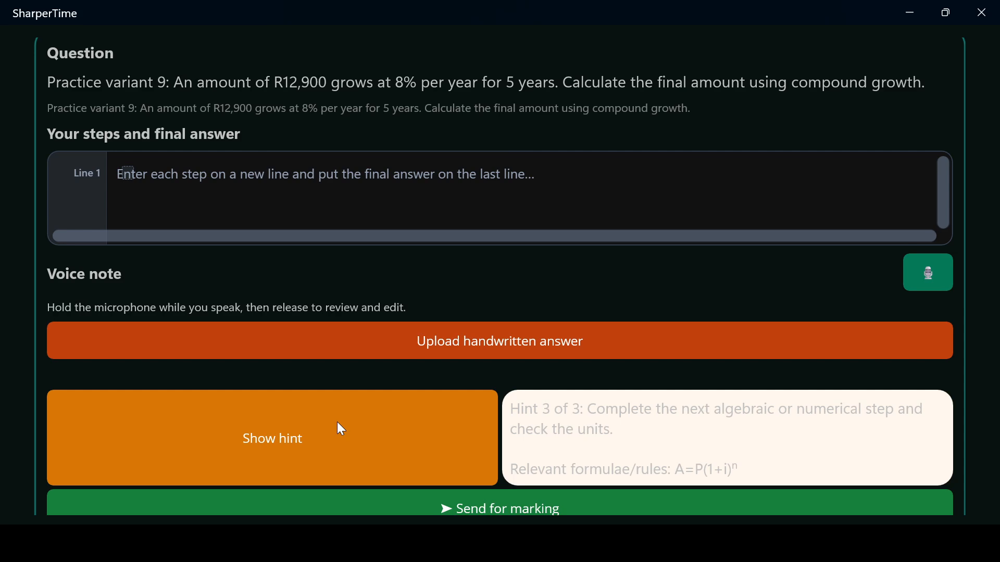 SharperTime
Question
Practice variant 9: An amount of R12,900 grows at 8% per year for 5 years. Calculate the final amount using compound growth.
Practice variant 9: An amount of R12,900 grows at 8% per year for 5 years. Calculate the final amount using compound growth.
Your steps and final answer
Line 1
Enter each step on a new line and put the final answer on the last line...
Voice note
Hold the microphone while you speak, then release to review and edit.
Upload handwritten answer
Show hint
Hint 3 of 3: Complete the next algebraic or numerical step and
check the units.
Relevant formulae/rules: A=P(1+i)ⁿ
➤ Send for marking